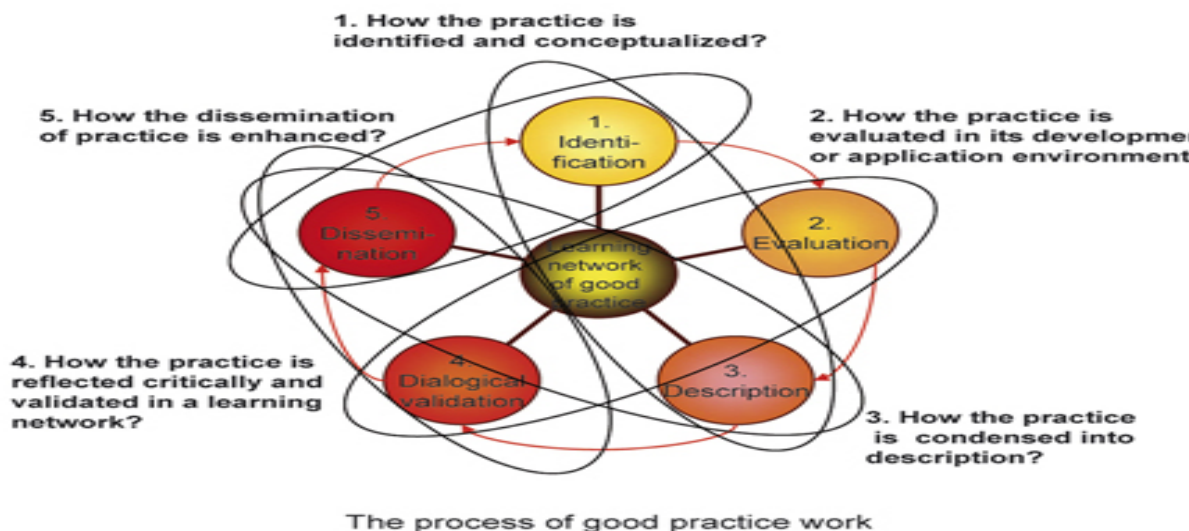 1. How the practice is
identified and conceptualized?
5. How the dissemination
of practice is enhanced?
2. How the practice is
evaluated in its developme
or application environment
1.
Identi-
fication
5
Dissemi-
nation
2.
Evaluation
Learning
network
of good
practice
4.
Dialogical
validation
3.
Description
4. How the practice is
reflected critically and
validated in a learning
network?
3. How the practice
is condensed into
description?
The process of good practice work